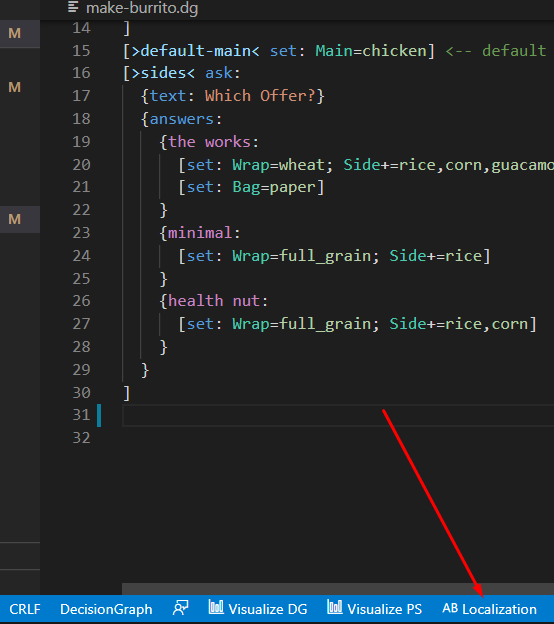 make-burrito.dg
M
M
M
14 ]
15 [>default-main< set: Main=chicken] <-- default
16 [>sides< ask:
17 {text: Which Offer?}
18 {answers:
19 {the works:
20 [set: Wrap=wheat; Side+=rice,corn,guacamo
21 [set: Bag=paper]
22 }
23 {minimal:
24 [set: Wrap=full_grain; Side+=rice]
25 }
26 {health nut:
27 [set: Wrap=full_grain; Side+=rice,corn]
28 }
29 }
30 ]
31
32
CRLF DecisionGraph Visualize DG Visualize PS AB Localization